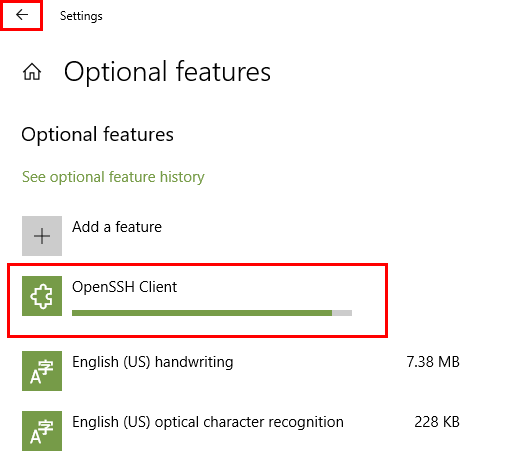 Settings
Optional features
Optional features
See optional feature history
Add a feature
OpenSSH Client
English (US) handwriting 7.38 MB
English (US) optical character recognition 228 KB